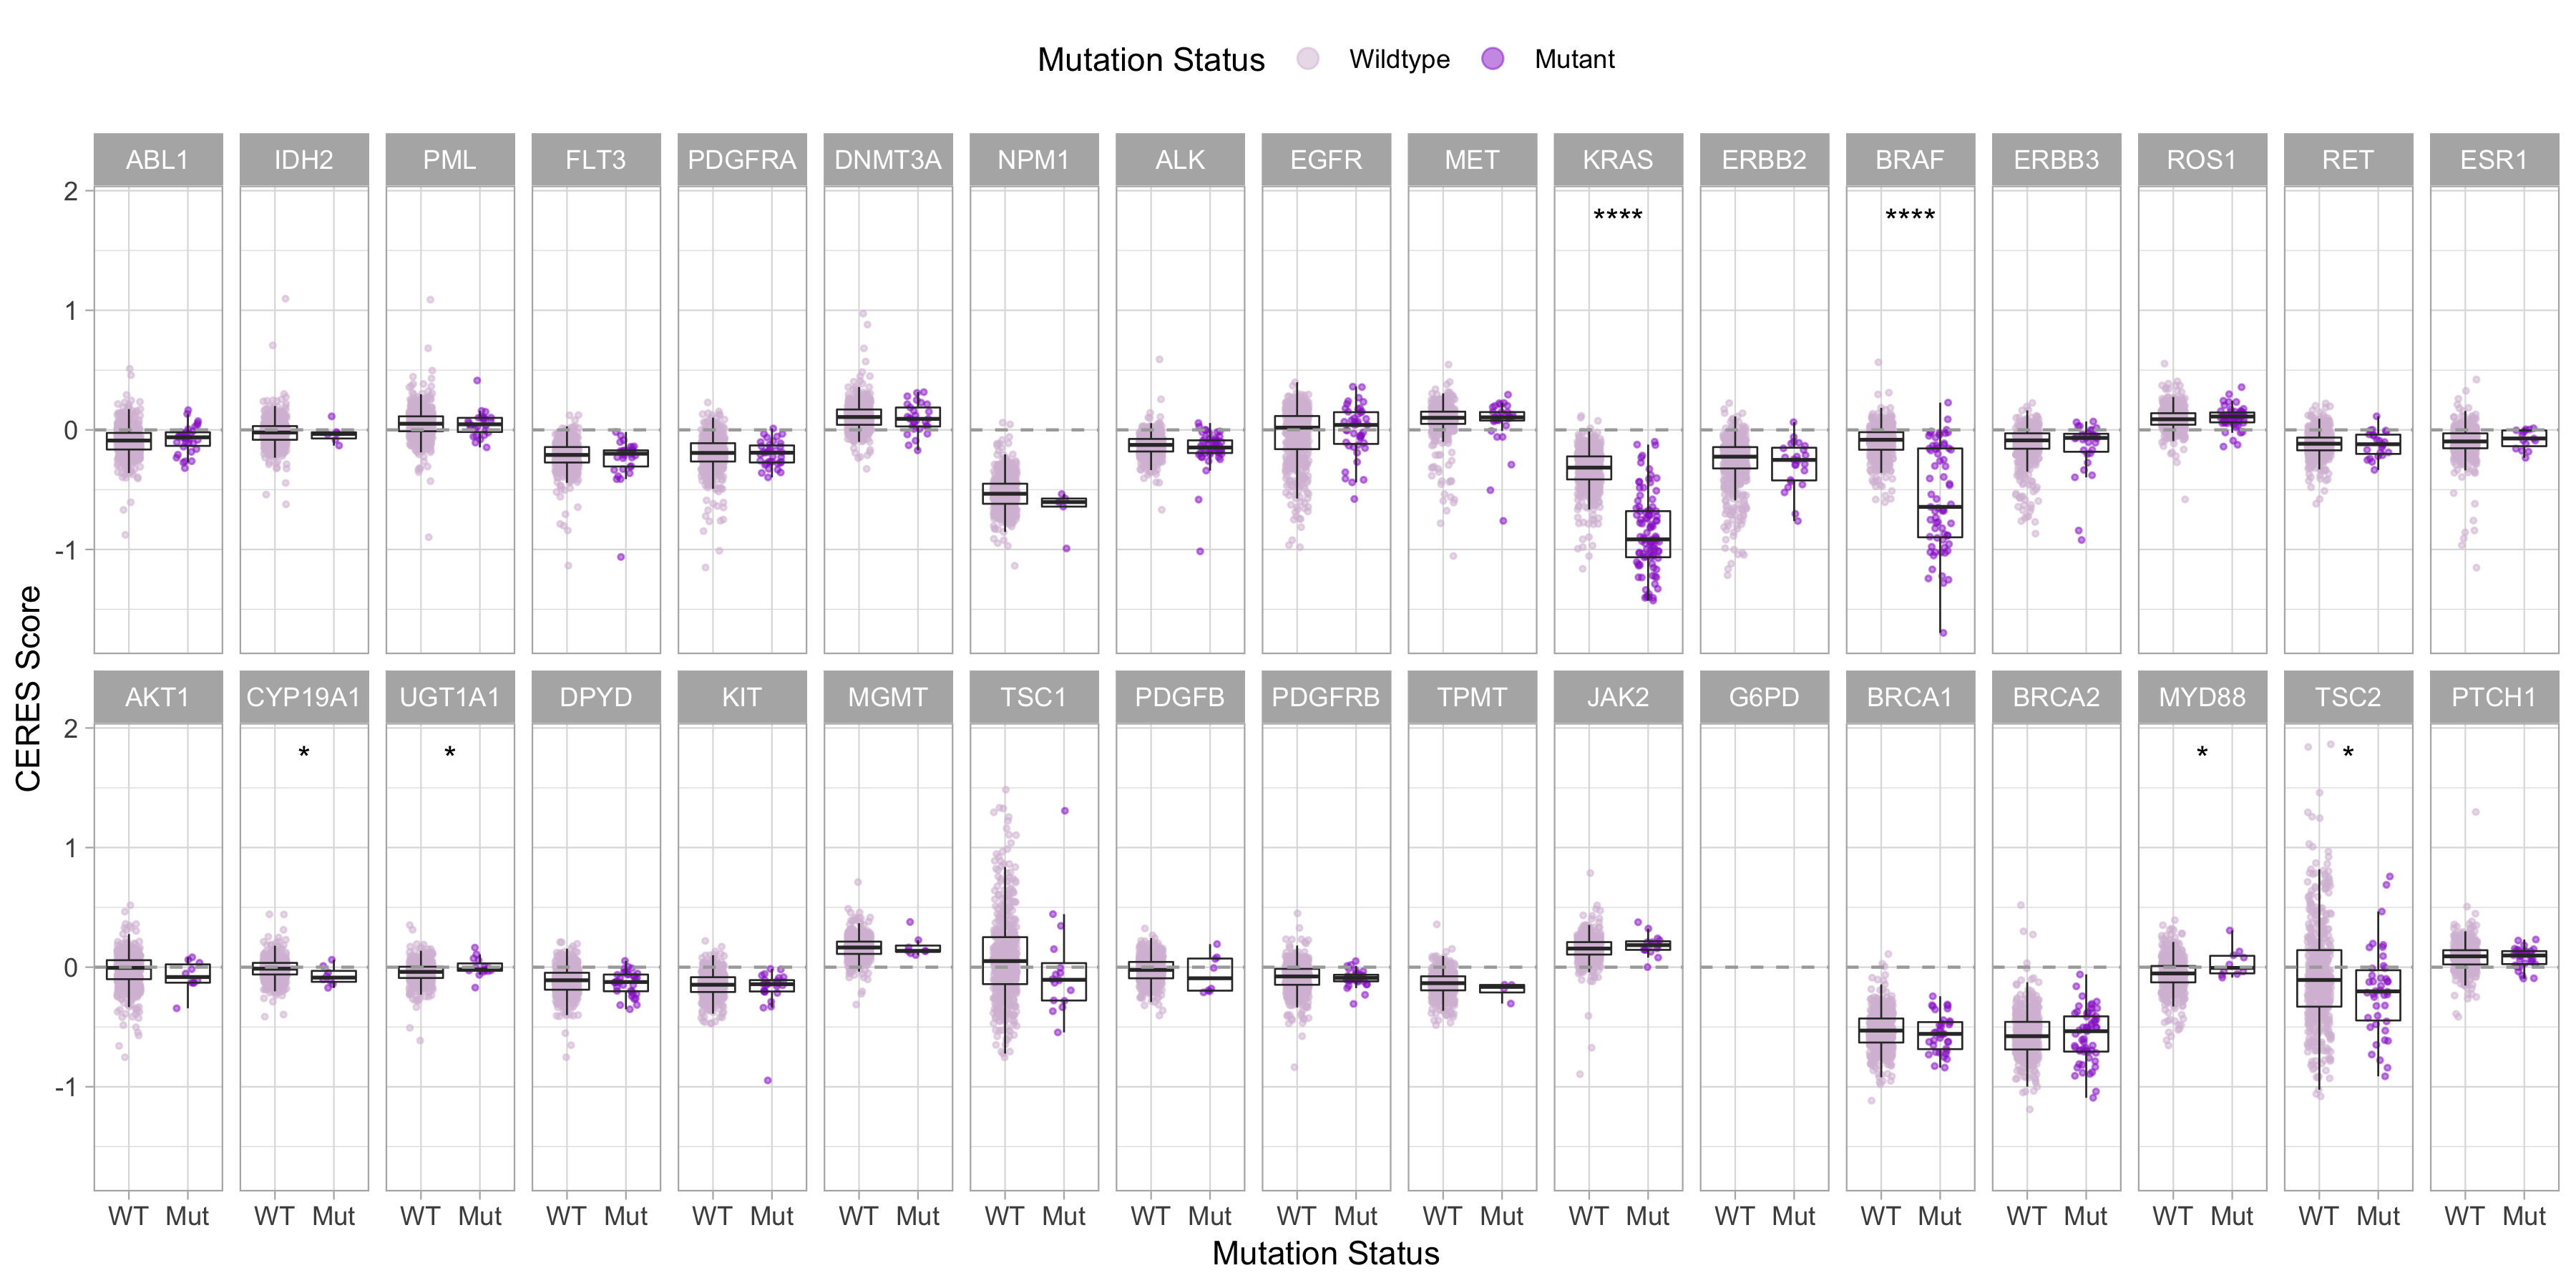 Mutation Status Wildtype Mutant
ABL1 IDH2 PML FLT3 PDGFRA DNMT3A NPM1 ALK EGFR MET KRAS ERBB2 BRAF ERBB3 ROS1 RET ESR1
2
**** ****
1
0
-1
CERES Score
AKT1 CYP19A1 UGT1A1 DPYD KIT MGMT TSC1 PDGFB PDGFRB TPMT JAK2 G6PD BRCA1 BRCA2 MYD88 TSC2 PTCH1
2
* * * *
1
0
-1
WT Mut WT Mut WT Mut WT Mut WT Mut WT Mut WT Mut WT Mut WT Mut WT Mut WT Mut WT Mut WT Mut WT Mut WT Mut WT Mut WT Mut
Mutation Status